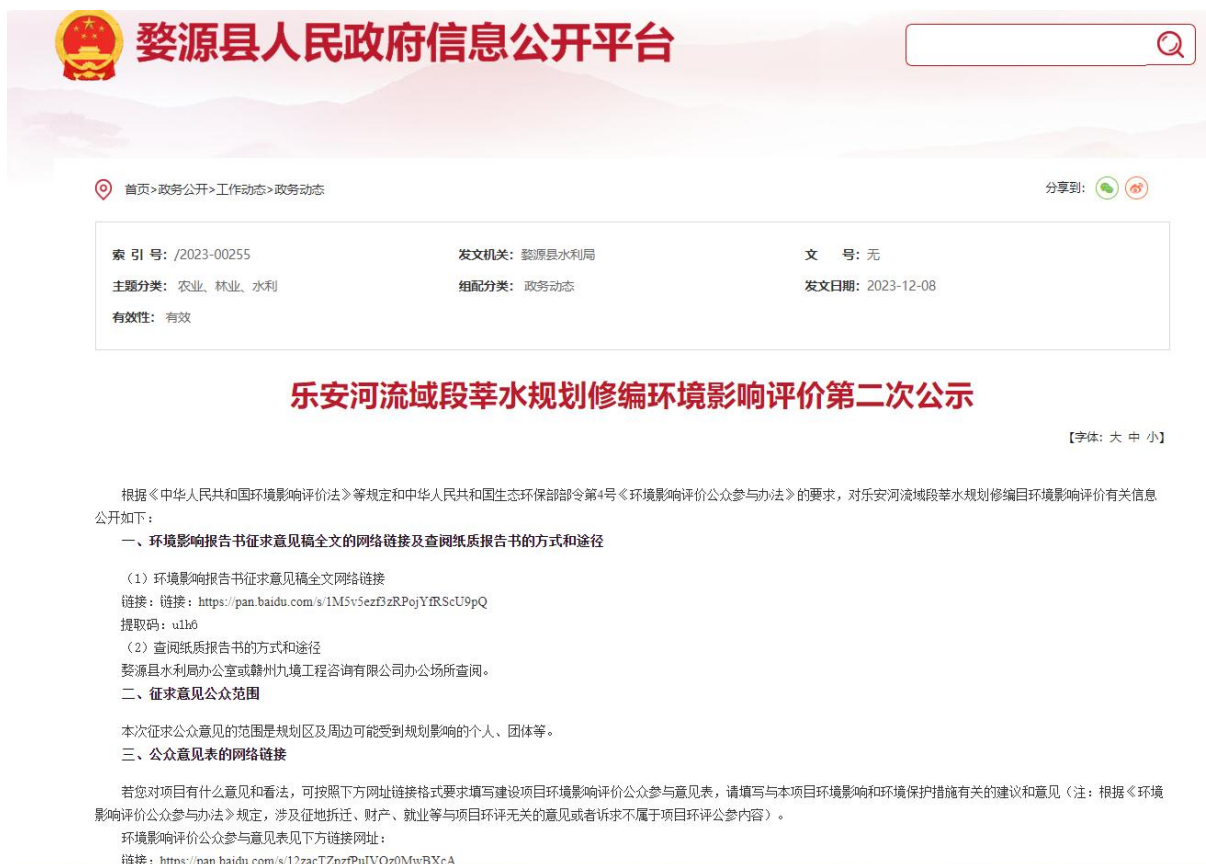 婺源县人民政府信息公开平台
首页>政务公开>工作动态>政务动态
分享到:
索 引 号: /2023-00255 发文机关: 婺源县水利局 文 号: 无
主题分类: 农业、林业、水利 组配分类: 政务动态 发文日期: 2023-12-08
有效性: 有效
乐安河流域段莘水规划修编环境影响评价第二次公示
【字体: 大 中 小】
根据《中华人民共和国环境影响评价法》等规定和中华人民共和国生态环保部部令第4号《环境影响评价公众参与办法》的要求，对乐安河流域段莘水规划修编目环境影响评价有关信息
公开如下：
一、环境影响报告书征求意见稿全文的网络链接及查阅纸质报告书的方式和途径
（1）环境影响报告书征求意见稿全文网络链接
链接：链接：https://pan.baidu.com/s/1M5v5ezf3zRPojYfRScU9pQ
提取码：u1h6
（2）查阅纸质报告书的方式和途径
婺源县水利局办公室或赣州九境工程咨询有限公司办公场所查阅。
二、征求意见公众范围
本次征求公众意见的范围是规划区及周边可能受到规划影响的个人、团体等。
三、公众意见表的网络链接
若您对项目有什么意见和看法，可按照下方网址链接格式要求填写建设项目环境影响评价公众参与意见表，请填写与本项目环境影响和环境保护措施有关的建议和意见（注：根据《环境
影响评价公众参与办法》规定，涉及征地拆迁、财产、就业等与项目环评无关的意见或者诉求不属于项目环评公参内容）。
环境影响评价公众参与意见表见下方链接网址：
链接：https://pan.baidu.com/s/12zacTZpzfPuIVOz0MwBXcA